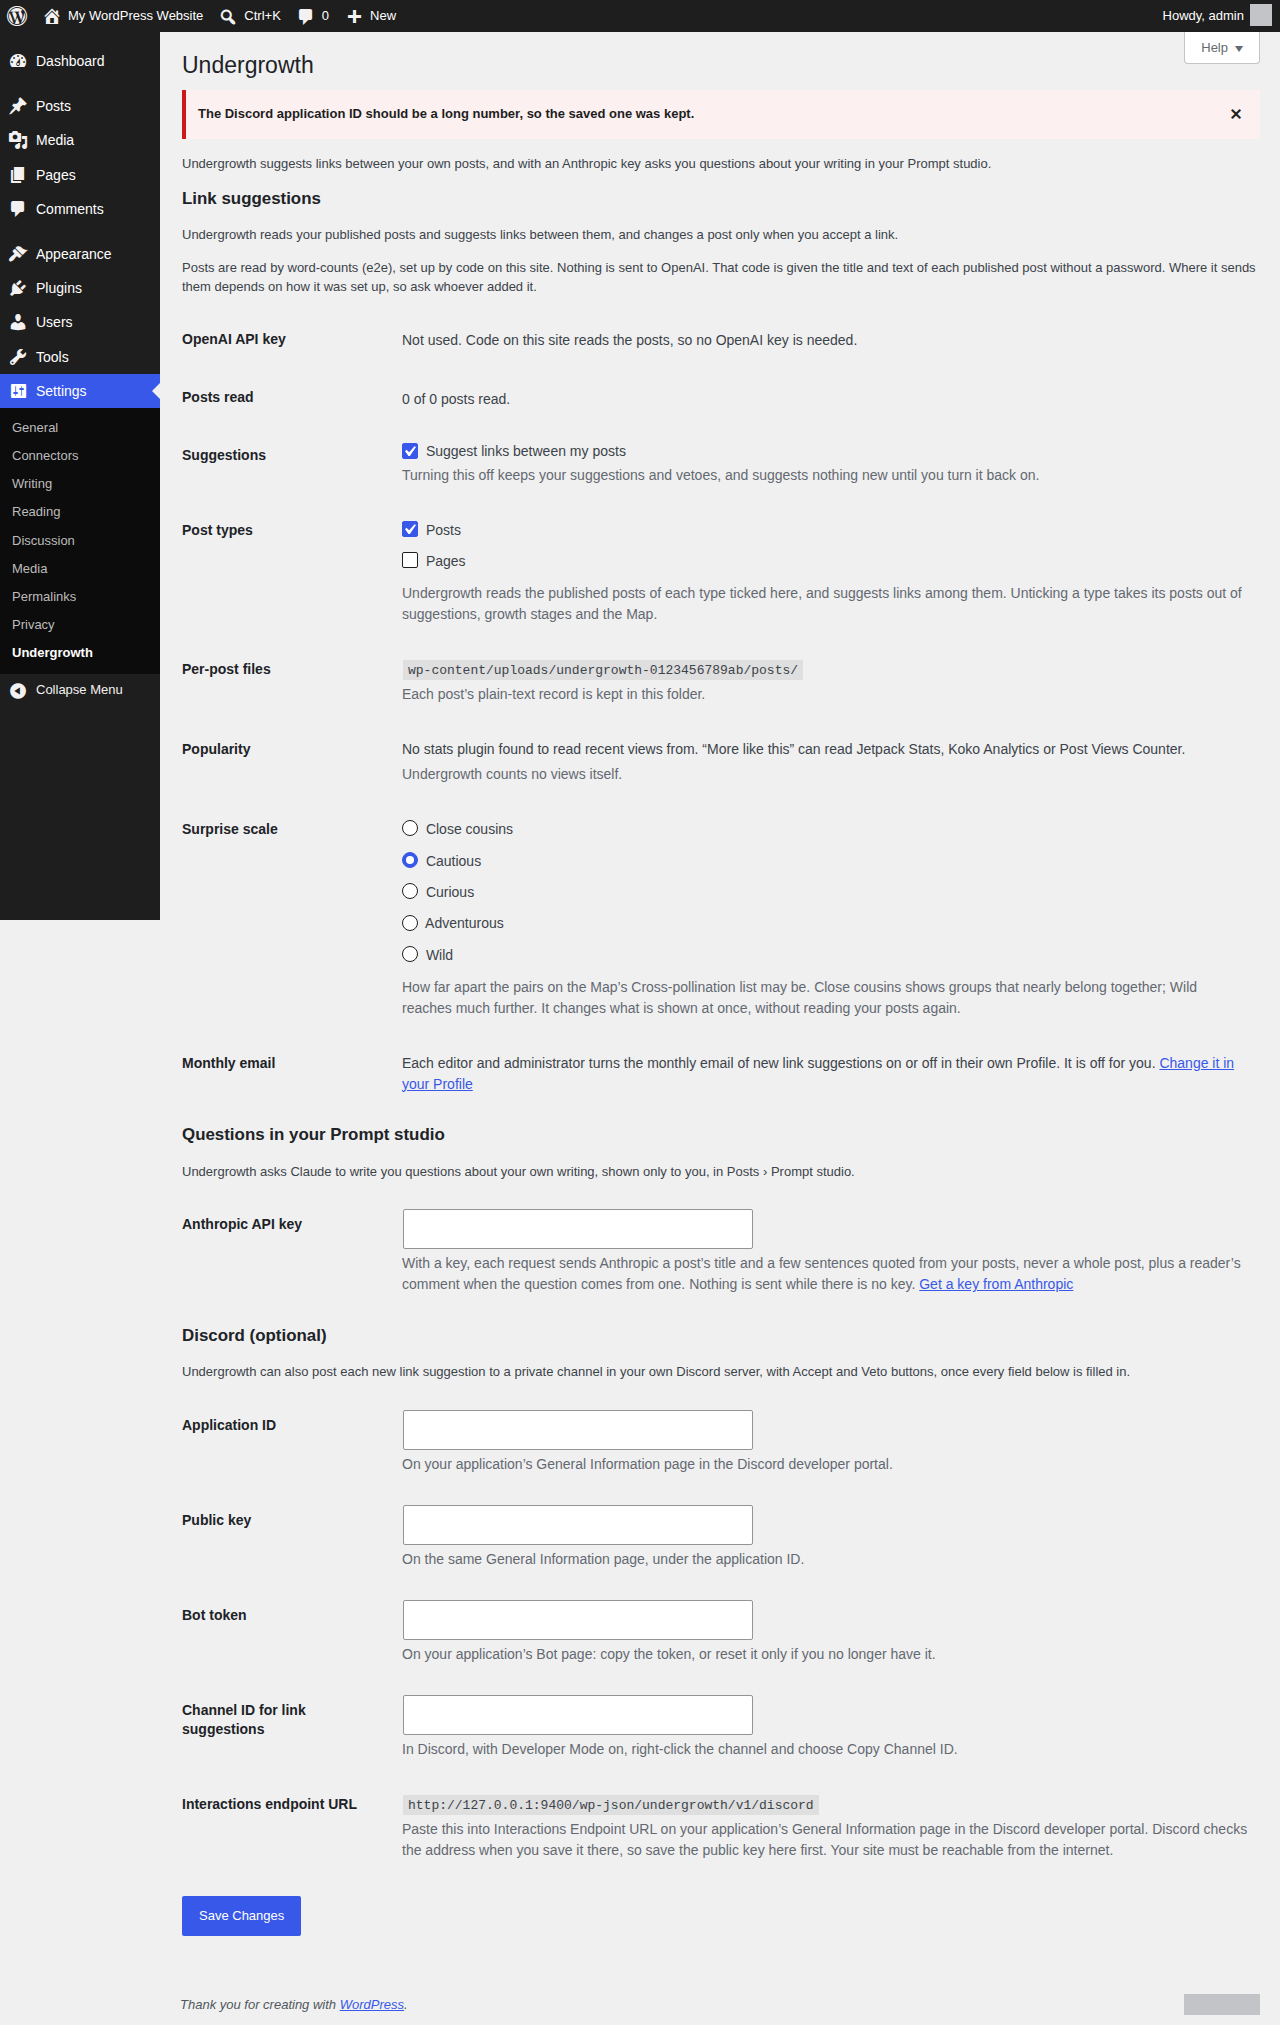 My WordPress Website
Ctrl+K
0
New
Howdy, admin
Dashboard
Posts
Media
Pages
Comments
Appearance
Plugins
Users
Tools
Settings
General
Connectors
Writing
Reading
Discussion
Media
Permalinks
Privacy
Undergrowth
Collapse Menu
Help
Undergrowth
The Discord application ID should be a long number, so the saved one was kept.
Undergrowth suggests links between your own posts, and with an Anthropic key asks you questions about your writing in your Prompt studio.
Link suggestions
Undergrowth reads your published posts and suggests links between them, and changes a post only when you accept a link.
Posts are read by word-counts (e2e), set up by code on this site. Nothing is sent to OpenAI. That code is given the title and text of each published post without a password. Where it sends
them depends on how it was set up, so ask whoever added it.
OpenAI API key
Not used. Code on this site reads the posts, so no OpenAI key is needed.
Posts read
0 of 0 posts read.
Suggestions
Suggest links between my posts
Turning this off keeps your suggestions and vetoes, and suggests nothing new until you turn it back on.
Post types
Posts
Pages
Undergrowth reads the published posts of each type ticked here, and suggests links among them. Unticking a type takes its posts out of
suggestions, growth stages and the Map.
Per-post files
wp-content/uploads/undergrowth-0123456789ab/posts/
Each post’s plain-text record is kept in this folder.
Popularity
No stats plugin found to read recent views from. “More like this” can read Jetpack Stats, Koko Analytics or Post Views Counter.
Undergrowth counts no views itself.
Surprise scale
Close cousins
Cautious
Curious
Adventurous
Wild
How far apart the pairs on the Map’s Cross-pollination list may be. Close cousins shows groups that nearly belong together; Wild
reaches much further. It changes what is shown at once, without reading your posts again.
Monthly email
Each editor and administrator turns the monthly email of new link suggestions on or off in their own Profile. It is off for you. Change it in
your Profile
Questions in your Prompt studio
Undergrowth asks Claude to write you questions about your own writing, shown only to you, in Posts › Prompt studio.
Anthropic API key
With a key, each request sends Anthropic a post’s title and a few sentences quoted from your posts, never a whole post, plus a reader’s
comment when the question comes from one. Nothing is sent while there is no key. Get a key from Anthropic
Discord (optional)
Undergrowth can also post each new link suggestion to a private channel in your own Discord server, with Accept and Veto buttons, once every field below is filled in.
Application ID
On your application’s General Information page in the Discord developer portal.
Public key
On the same General Information page, under the application ID.
Bot token
On your application’s Bot page: copy the token, or reset it only if you no longer have it.
Channel ID for link
suggestions
In Discord, with Developer Mode on, right-click the channel and choose Copy Channel ID.
Interactions endpoint URL
http://127.0.0.1:9400/wp-json/undergrowth/v1/discord
Paste this into Interactions Endpoint URL on your application’s General Information page in the Discord developer portal. Discord checks
the address when you save it there, so save the public key here first. Your site must be reachable from the internet.
Save Changes
Thank you for creating with WordPress.